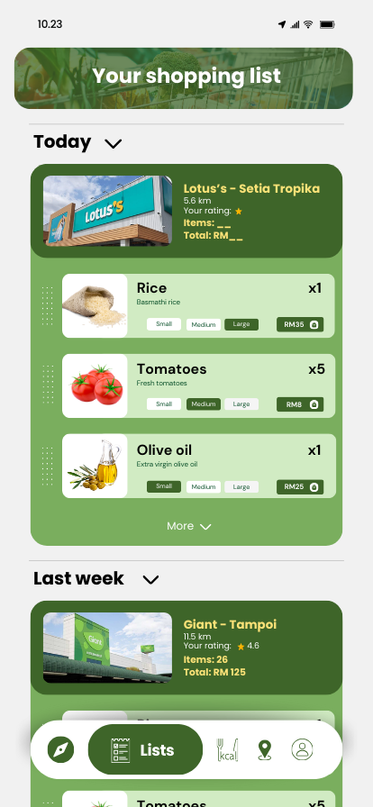 10.23
Your shopping list
Today
Lotus's
Lotus's - Setia Tropika
5.6 km
Your rating:
Items: __
Total: RM__
Rice
x1
Basmathi rice
Small
Medium
Large
RM35
Tomatoes
x5
Fresh tomatoes
Small
Medium
Large
RM8
Olive oil
x1
Extra virgin olive oil
Small
Medium
Large
RM25
More
Last week
Giant
Giant - Tampoi
11.5 km
Your rating: 4.6
Items: 26
Total: RM 125
Lists
kcal
Tomatoes